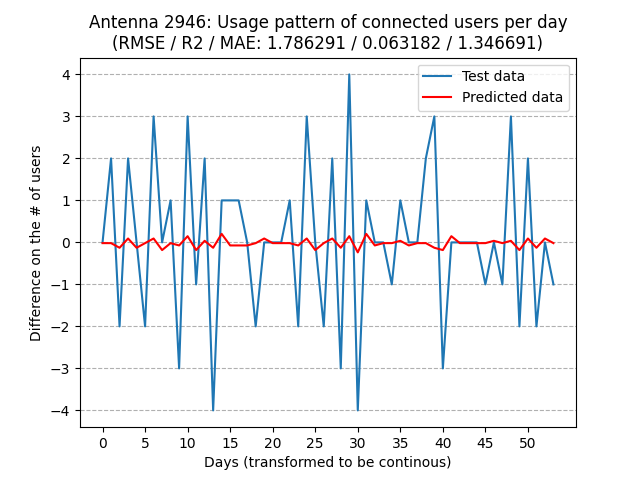 Antenna 2946: Usage pattern of connected users per day
(RMSE / R2 / MAE: 1.786291 / 0.063182 / 1.346691)
Test data
Predicted data
Difference on the # of users
4
3
2
1
0
−1
−2
−3
−4
0 5 10 15 20 25 30 35 40 45 50
Days (transformed to be continous)